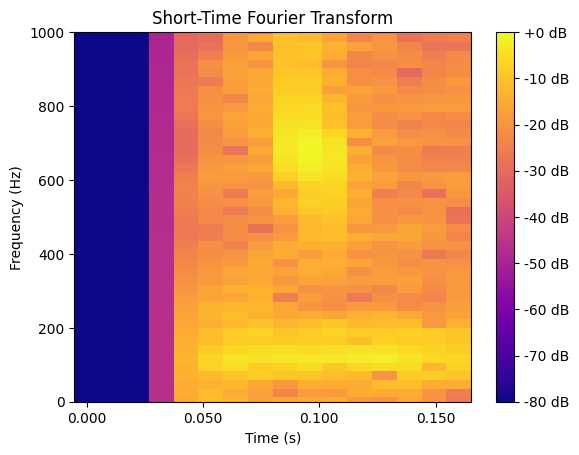 Short-Time Fourier Transform
1000
800
600
400
200
0
Frequency (Hz)
0.000
0.050
0.100
0.150
Time (s)
+0 dB
-10 dB
-20 dB
-30 dB
-40 dB
-50 dB
-60 dB
-70 dB
-80 dB